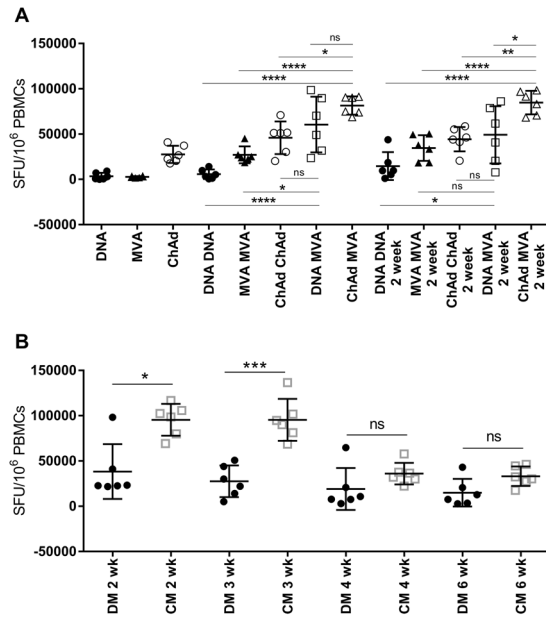 A
ns *
* **
**** ****
**** ****
150000
100000
50000
0
-50000
SFU/10⁶ PBMCs
ns ns
* ns
**** *
DNA
MVA
ChAd
DNA DNA
MVA MVA
ChAd ChAd
DNA MVA
ChAd MVA
DNA DNA
2 week
MVA MVA
2 week
ChAd ChAd
2 week
DNA MVA
2 week
ChAd MVA
2 week
B
150000
100000
50000
0
-50000
SFU/10⁶ PBMCs
* *** ns ns
DM 2 wk
CM 2 wk
DM 3 wk
CM 3 wk
DM 4 wk
CM 4 wk
DM 6 wk
CM 6 wk